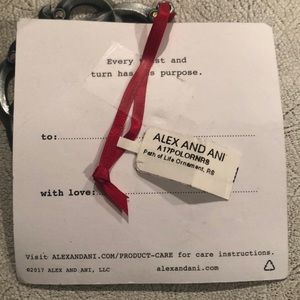 Every and
turn has its purpose.
to:
ALEX AND ANI
A17POLORNRS
Path of Life Ornament, RS
with love:
Visit ALEXANDANI.COM/PRODUCT-CARE for care instructions.
©2017 ALEX AND ANI, LLC
alexandani.com